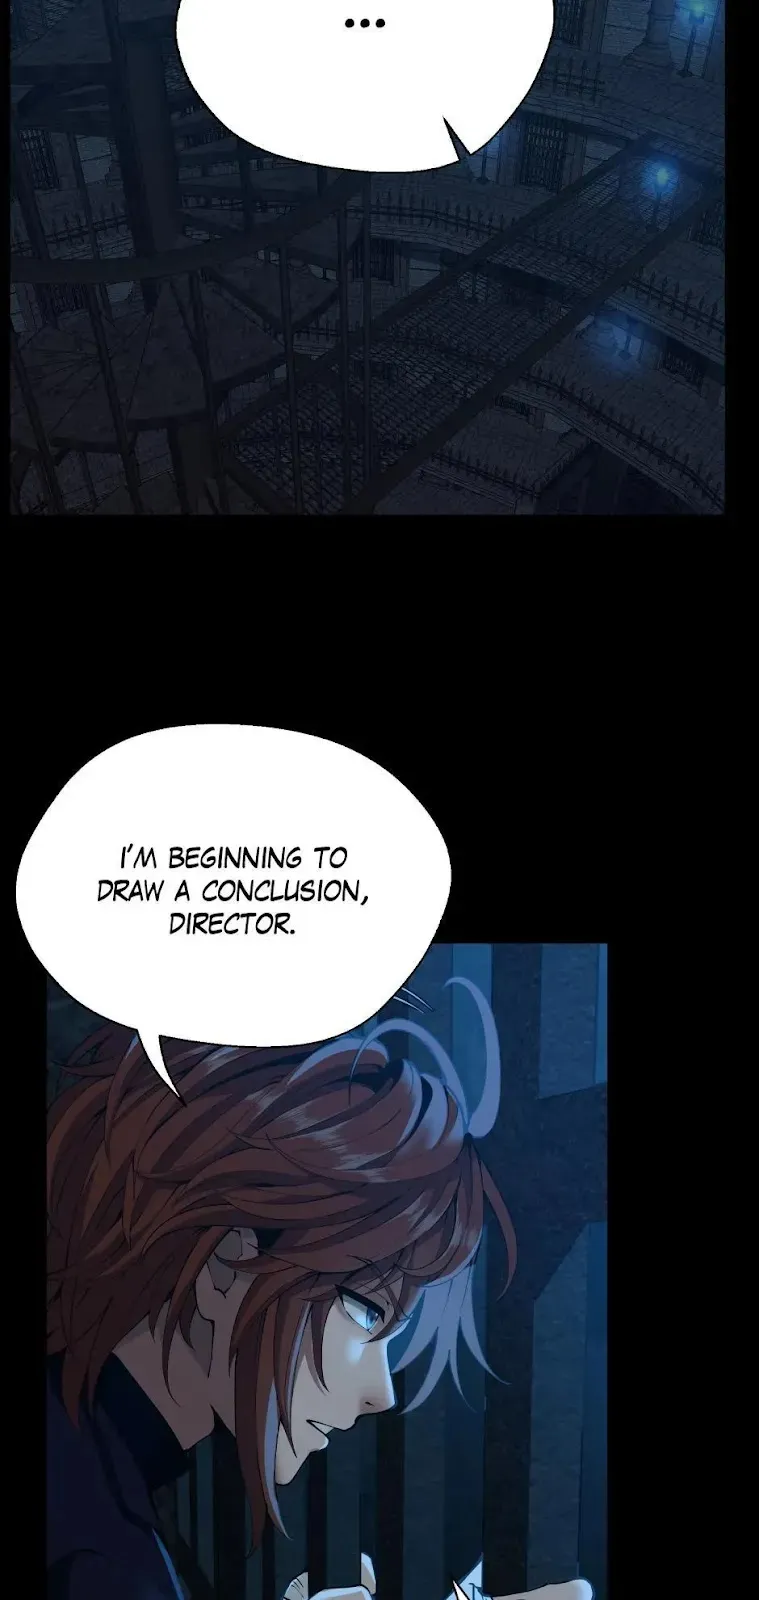 ...
I'M BEGINNING TO
DRAW A CONCLUSION,
DIRECTOR.